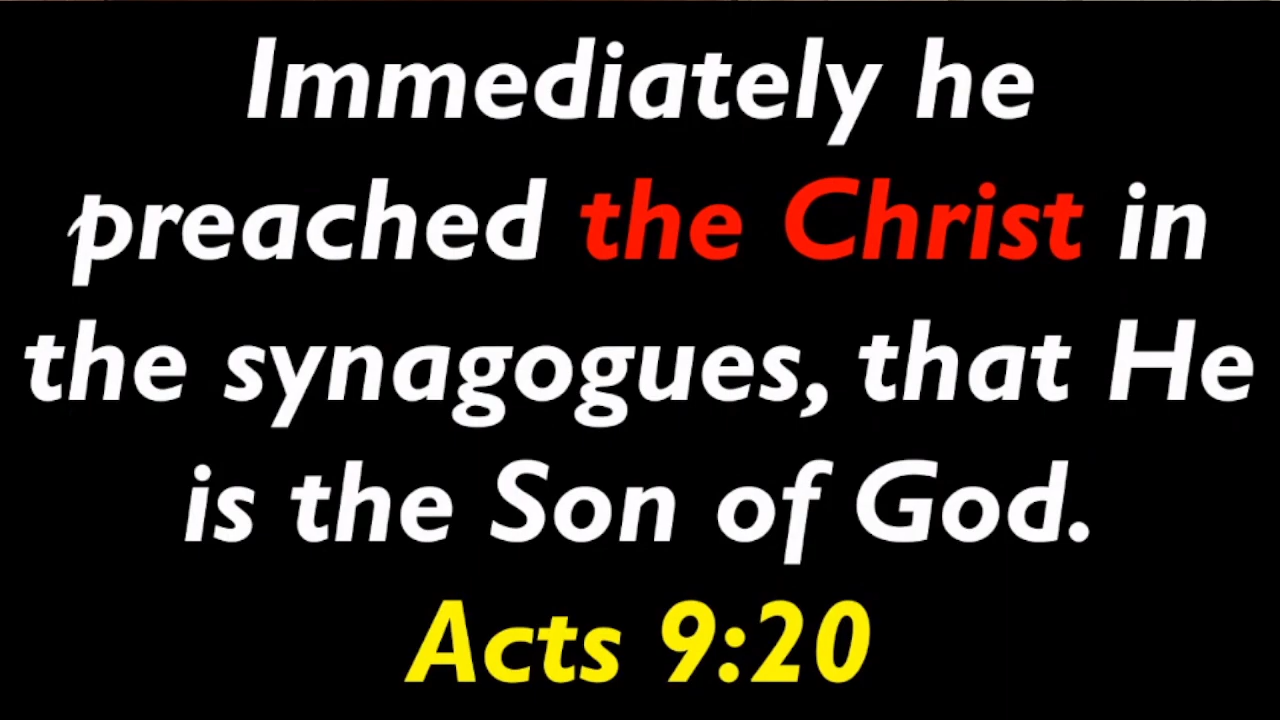 Immediately he
preached the Christ in
the synagogues, that He
is the Son of God.
Acts 9:20